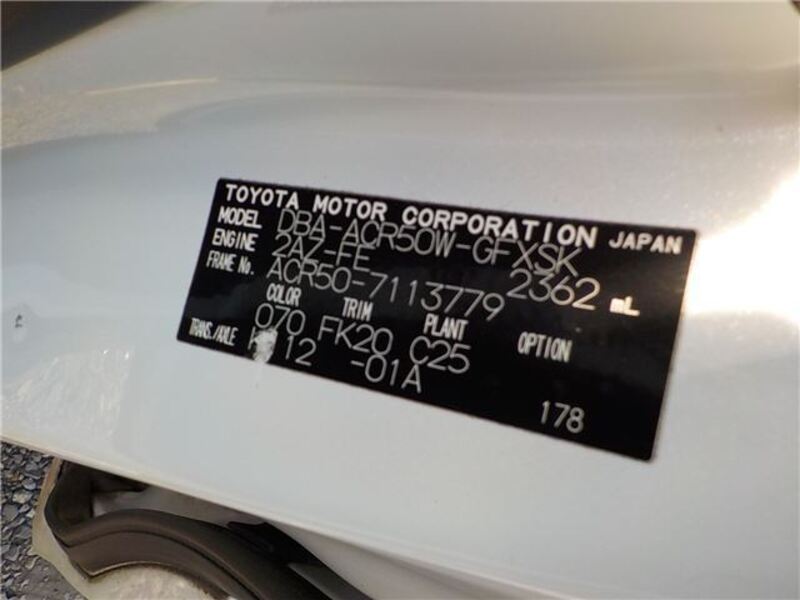 TOYOTA MOTOR CORPORATION JAPAN
MODEL DBA-ACR50W-GFXSK
ENGINE 2AZ-FE 2362 mL
FRAME No. ACR50-7113779
COLOR TRIM PLANT OPTION
070 FK20 C25
TRANS./AXLE 12 -01A
178